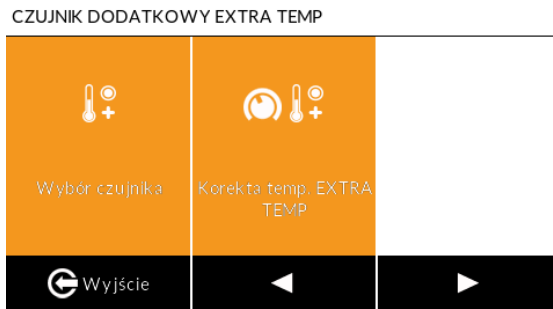 CZUJNIK DODATKOWY EXTRA TEMP
Wybór czujnika
Korekta temp. EXTRA
TEMP
Wyjście